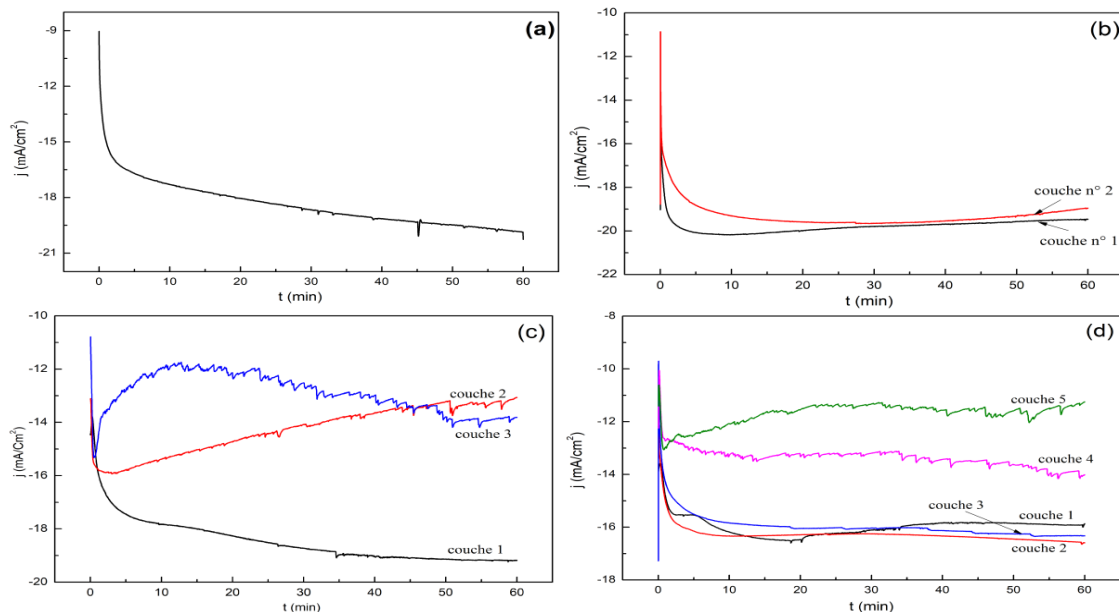 (a)
-9
-12
-15
-18
-21
j (mA/cm²)
0 10 20 30 40 50 60
t (min)
(b)
-10
-12
-14
-16
-18
-20
-22
j (mA/cm²)
couche n° 2
couche n° 1
0 10 20 30 40 50 60
t (min)
(c)
-10
-12
-14
-16
-18
-20
j (mA/Cm²)
couche 2
couche 3
couche 1
0 10 20 30 40 50 60
t (min)
(d)
-8
-10
-12
-14
-16
-18
j (mA/cm²)
couche 5
couche 4
couche 3
couche 1
couche 2
0 10 20 30 40 50 60
t (min)